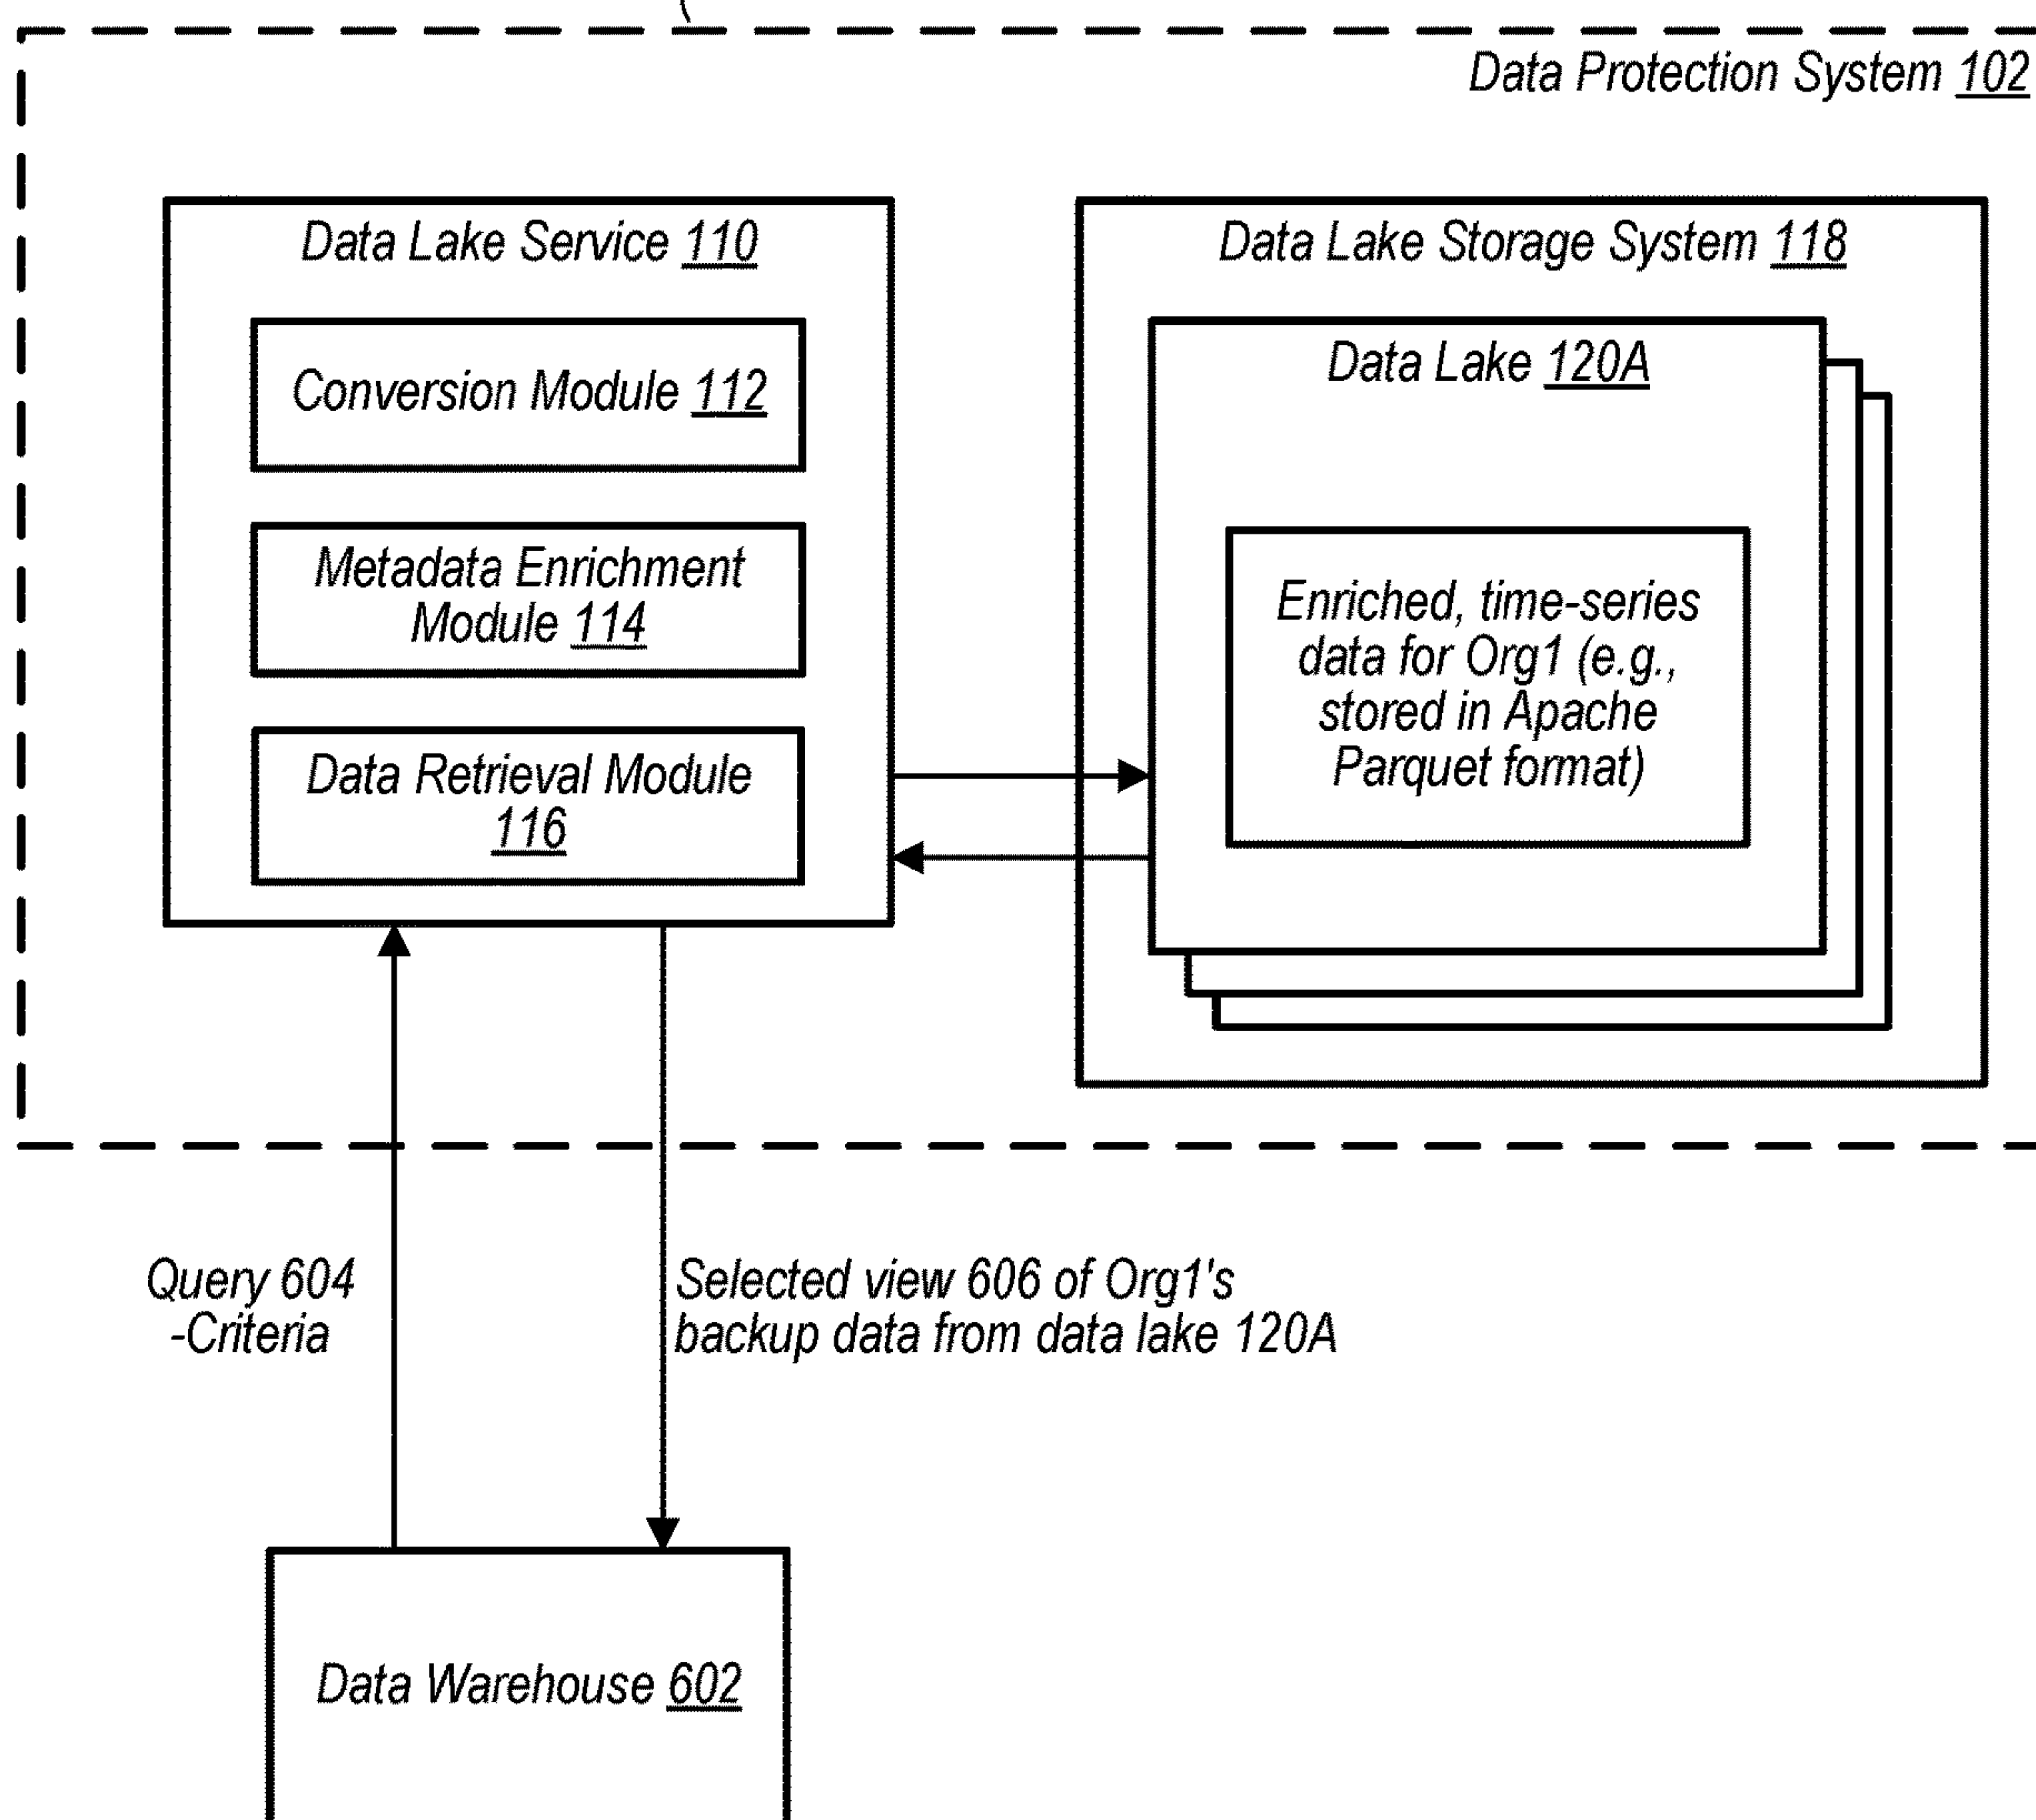 Data Protection System 102
Data Lake Service 110
Conversion Module 112
Metadata Enrichment
Module 114
Data Retrieval Module
116
Data Lake Storage System 118
Data Lake 120A
Enriched, time-series
data for Org1 (e.g.,
stored in Apache
Parquet format)
Query 604
-Criteria
Selected view 606 of Org1's
backup data from data lake 120A
Data Warehouse 602